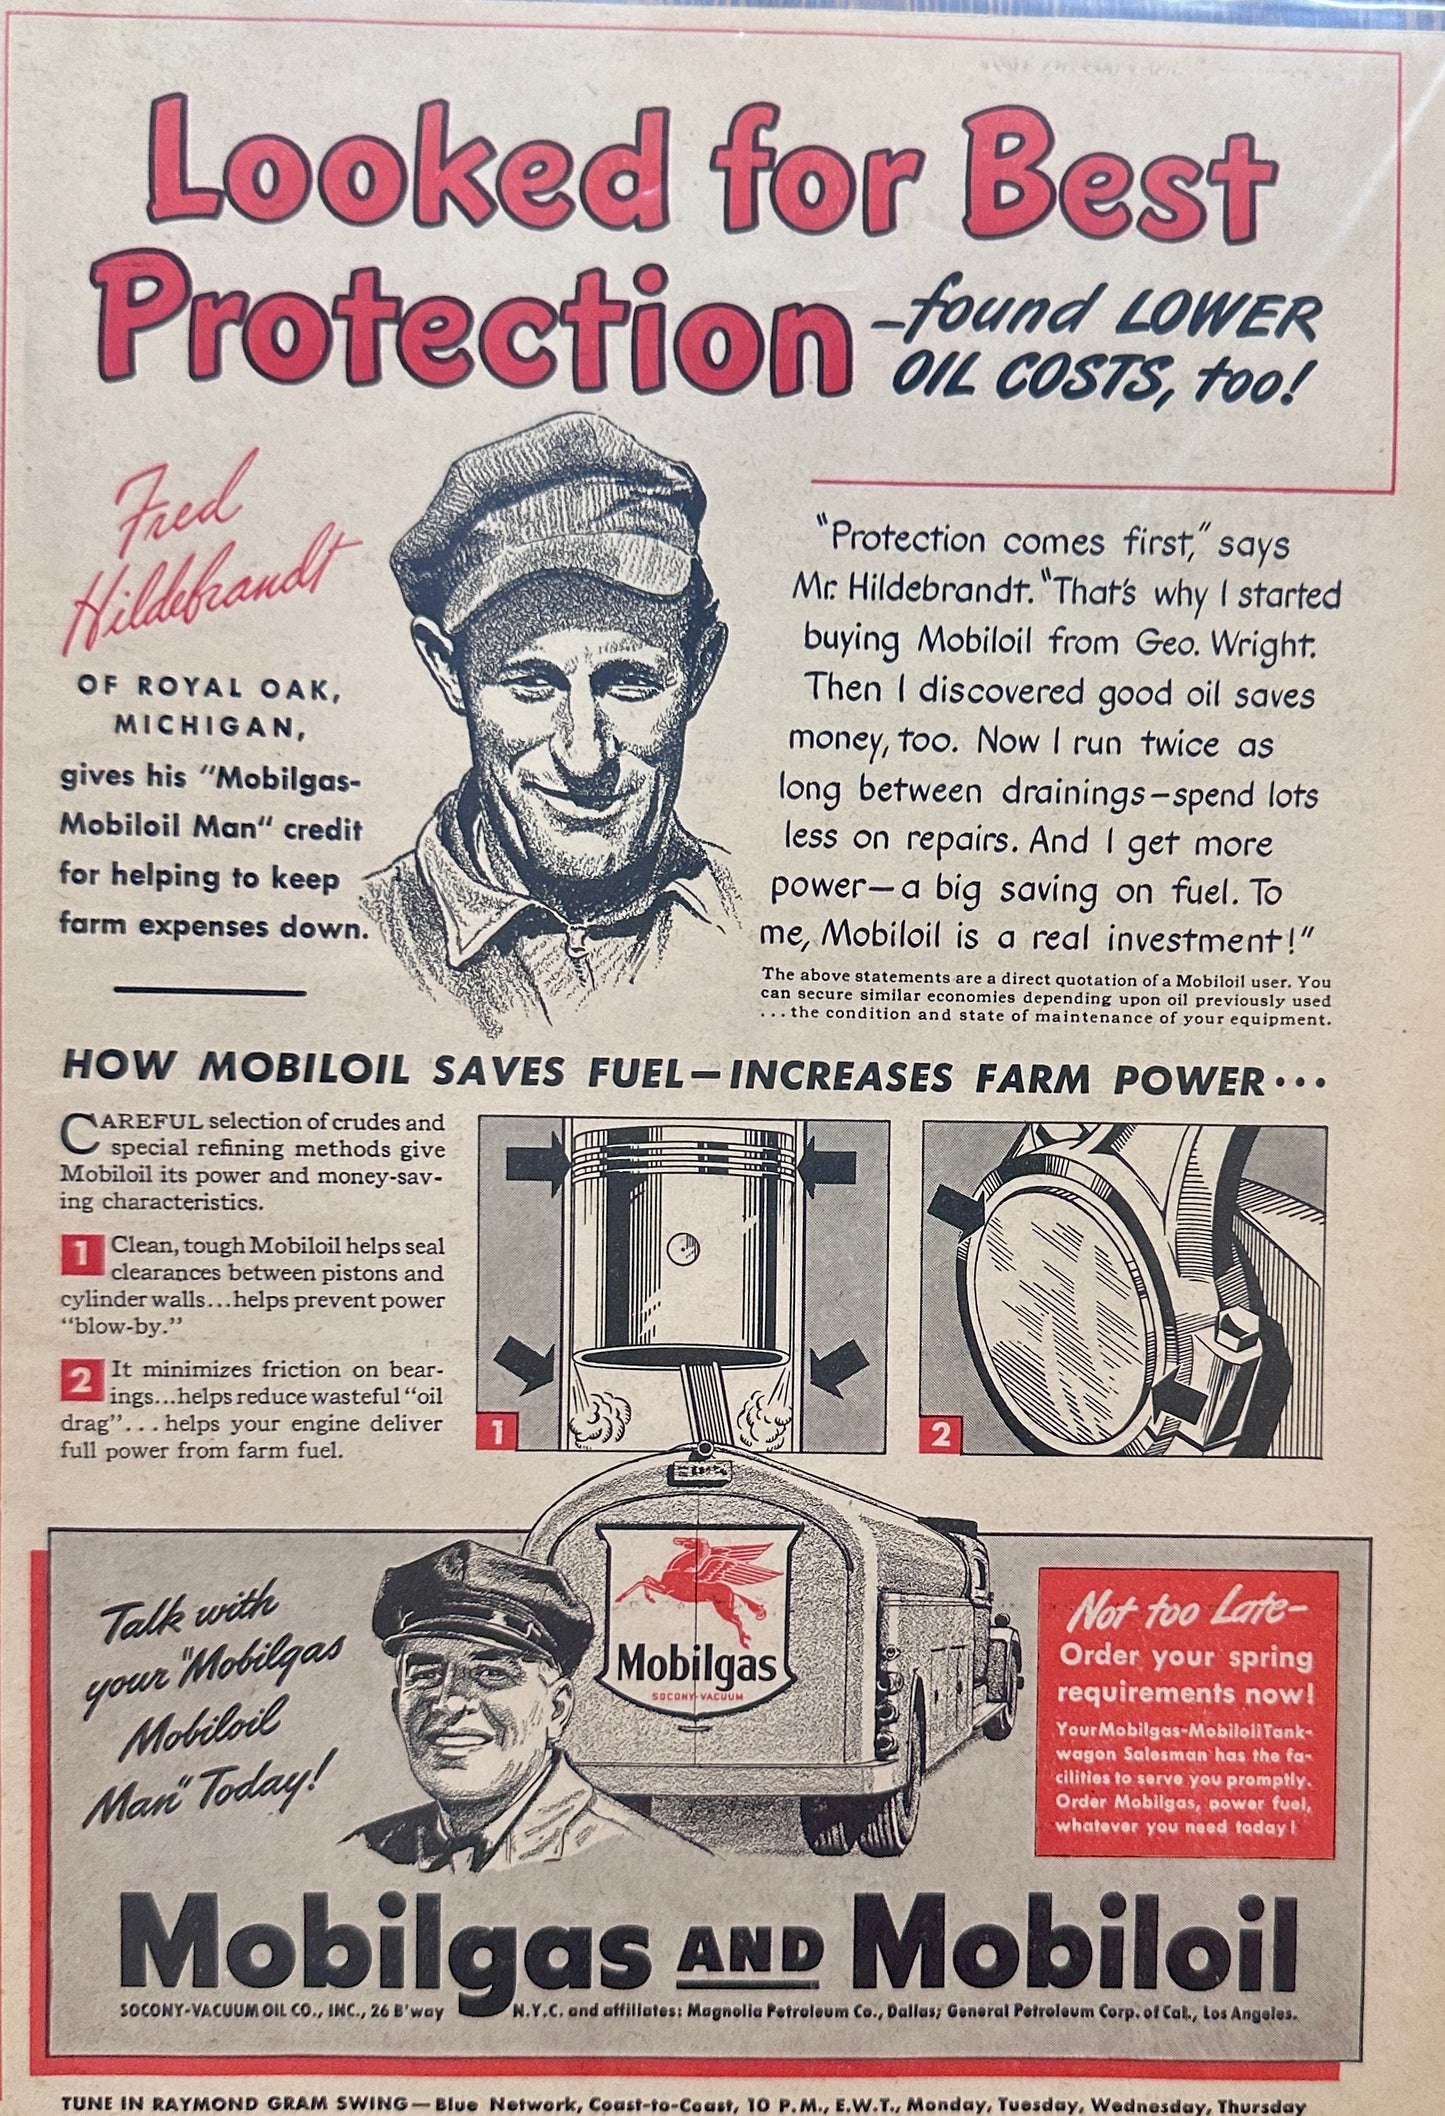 Looked for Best
Protection
–found LOWER
OIL COSTS, too!
Fred
Hildebrandt
OF ROYAL OAK,
MICHIGAN,
gives his "Mobilgas-
Mobiloil Man" credit
for helping to keep
farm expenses down.
"Protection comes first," says
Mr. Hildebrandt. "That's why I started
buying Mobiloil from Geo. Wright.
Then I discovered good oil saves
money, too. Now I run twice as
long between drainings–spend lots
less on repairs. And I get more
power—a big saving on fuel. To
me, Mobiloil is a real investment!"
The above statements are a direct quotation of a Mobiloil user. You
can secure similar economies depending upon oil previously used
...the condition and state of maintenance of your equipment.
HOW MOBILOIL SAVES FUEL—INCREASES FARM POWER...
CAREFUL selection of crudes and
special refining methods give
Mobiloil its power and money-sav-
ing characteristics.
1 Clean, tough Mobiloil helps seal
clearances between pistons and
cylinder walls...helps prevent power
"blow-by."
2 It minimizes friction on bear-
ings...helps reduce wasteful "oil
drag"...helps your engine deliver
full power from farm fuel.
1
2
Talk with
your "Mobilgas
Mobiloil
Man" Today!
Mobilgas
SOCONY-VACUUM
Not too Late–
Order your spring
requirements now!
Your Mobilgas-Mobiloil Tank-
wagon Salesman has the fa-
cilities to serve you promptly.
Order Mobilgas, power fuel,
whatever you need today!
Mobilgas AND Mobiloil
SOCONY-VACUUM OIL CO., INC., 26 B'way N.Y.C. and affiliates: Magnolia Petroleum Co., Dallas; General Petroleum Corp. of Cal., Los Angeles.
TUNE IN RAYMOND GRAM SWING—Blue Network, Coast-to-Coast, 10 P.M., E.W.T., Monday, Tuesday, Wednesday, Thursday